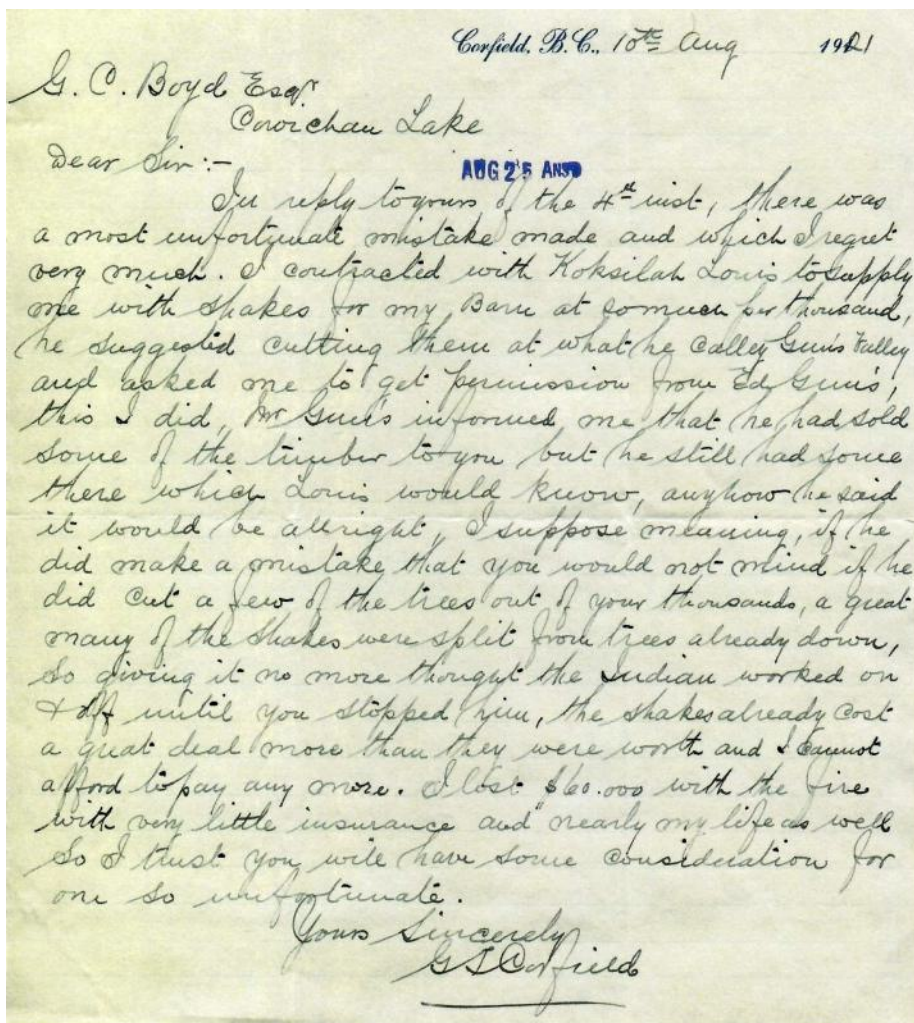 Corfield, B.C., 10th Aug 1921
G. C. Boyd Esqr
Cowichan Lake
Dear Sir:-
AUG 25 ANSD
In reply to yours of the 4th inst, there was
a most unfortunate mistake made and which I regret
very much. I contracted with Koksilah Louis to supply
me with shakes for my Barn at so much per thousand,
he suggested cutting them at what he calley Guns Valley
and asked me to get permission from Ed Guns,
this I did, Mr Guns informed me that he had sold
some of the timber to you but he still had some
there which Louis would know, anyhow he said
it would be allright, I suppose meaning, if he
did make a mistake that you would not mind if he
did cut a few of the trees out of your thousands, a great
many of the shakes were split from trees already down,
so giving it no more thought the Indian worked on
& off until you stopped him, the shakes already cost
a great deal more than they were worth and I cannot
afford to pay any more. I lost $60.000 with the fire
with very little insurance and nearly my life as well
So I trust you will have some consideration for
one so unfortunate.
Yours Sincerely
G T Corfield